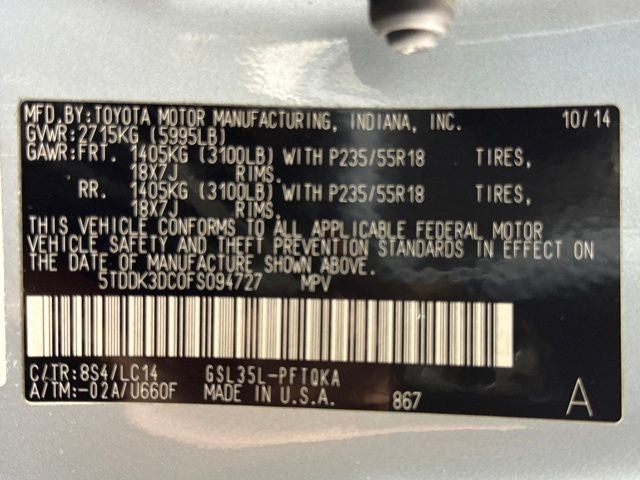 MFD.BY:TOYOTA MOTOR MANUFACTURING, INDIANA, INC. 10/14
GVWR:2715KG (5995LB)
GAWR:FRT. 1405KG (3100LB) WITH P235/55R18 TIRES,
18X7J RIMS.
RR. 1405KG (3100LB) WITH P235/55R18 TIRES,
18X7J RIMS.
THIS VEHICLE CONFORMS TO ALL APPLICABLE FEDERAL MOTOR
VEHICLE SAFETY AND THEFT PREVENTION STANDARDS IN EFFECT ON
THE DATE OF MANUFACTURE SHOWN ABOVE.
5TDDK3DC0FS094727 MPV
C/TR:8S4/LC14 GSL35L-PFTQKA
A/TM:-02A/U660F MADE IN U.S.A. 867 A